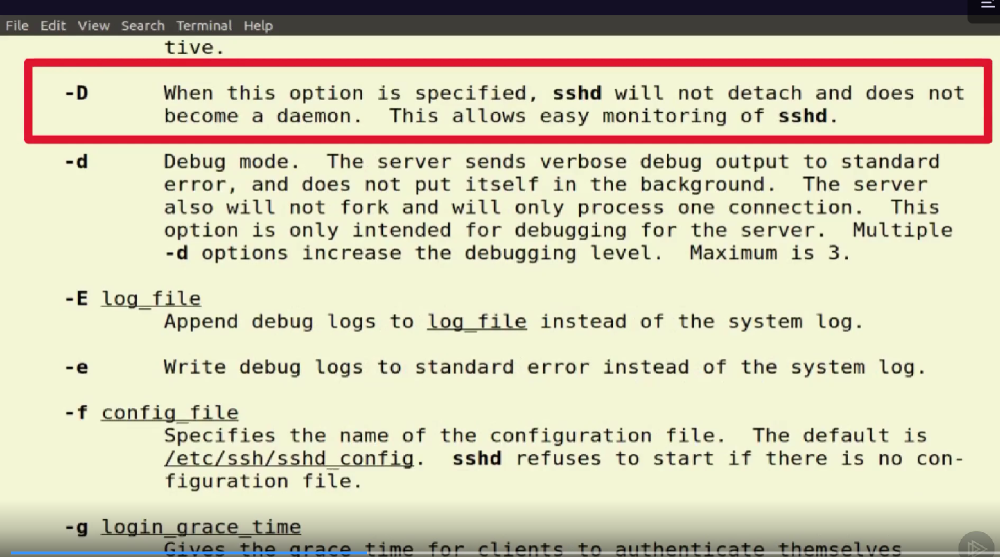 File Edit View Search Terminal Help
tive.
-D When this option is specified, sshd will not detach and does not
become a daemon. This allows easy monitoring of sshd.
-d Debug mode. The server sends verbose debug output to standard
error, and does not put itself in the background. The server
also will not fork and will only process one connection. This
option is only intended for debugging for the server. Multiple
-d options increase the debugging level. Maximum is 3.
-E log_file
Append debug logs to log_file instead of the system log.
-e Write debug logs to standard error instead of the system log.
-f config_file
Specifies the name of the configuration file. The default is
/etc/ssh/sshd_config. sshd refuses to start if there is no con-
figuration file.
-g login_grace_time
Gives the grace time for clients to authenticate themselves